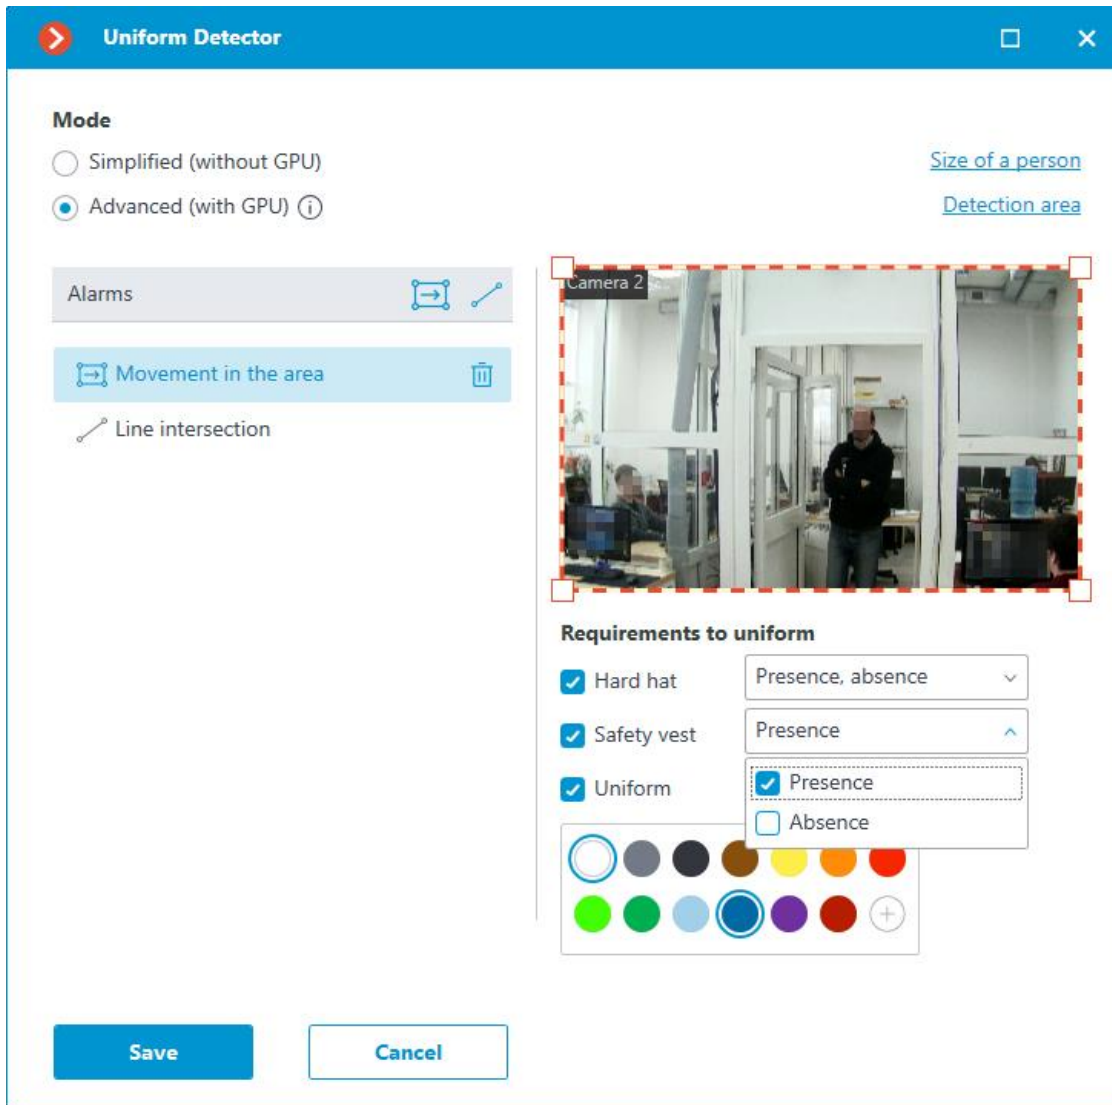 Uniform Detector
Mode
Simplified (without GPU)
Size of a person
Advanced (with GPU)
Detection area
Alarms
Camera 2
Movement in the area
Line intersection
Requirements to uniform
Hard hat
Presence, absence
Safety vest
Presence
Uniform
Presence
Absence
Save
Cancel